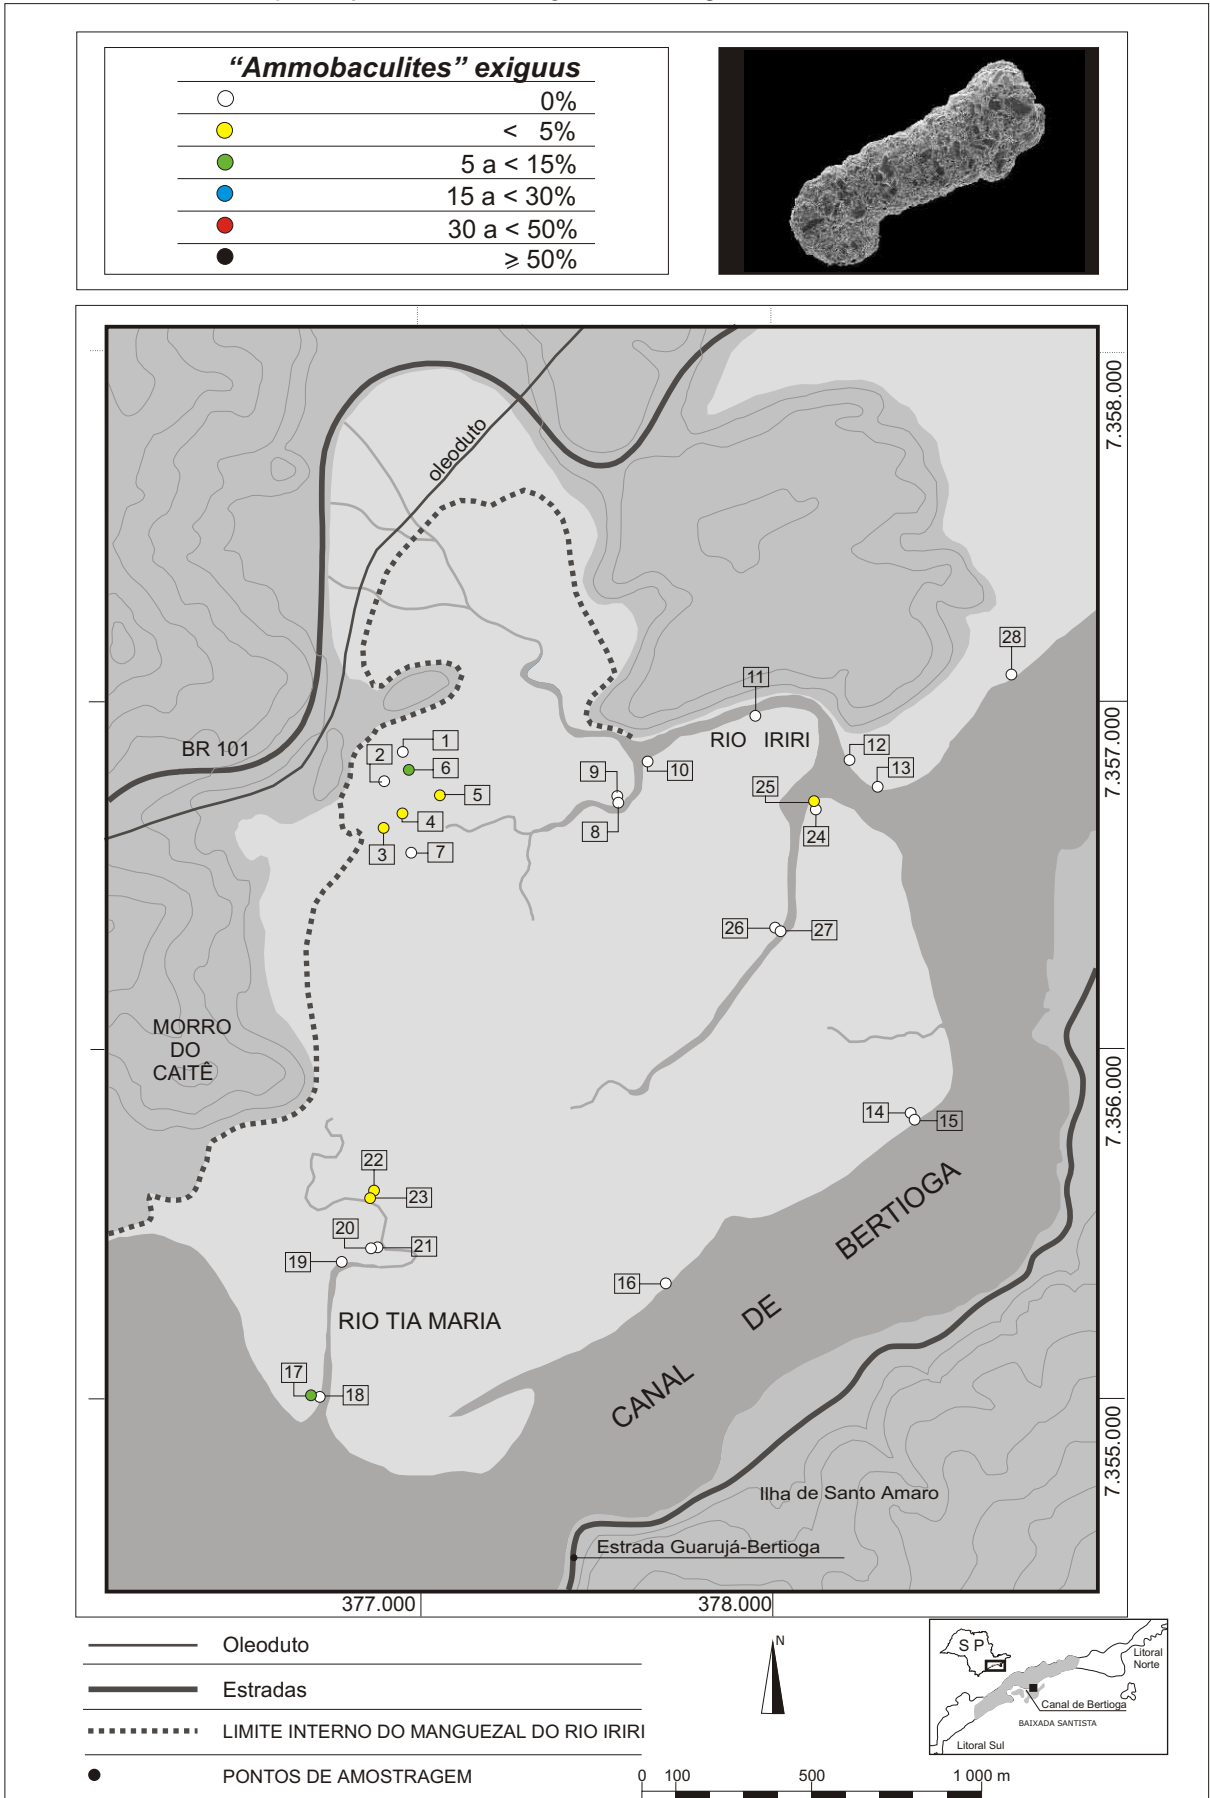 “Ammobaculites” exiguus
0%
< 5%
5 a < 15%
15 a < 30%
30 a < 50%
⩾ 50%
7.358.000
oleoduto
28
11
7.357.000
BR 101
1
2
6
RIO IRIRI
12
9
10
13
5
25
4
8
24
3
7
26
27
MORRO
DO
CAITÊ
7.356.000
14
15
22
23
BERTIOGA
20
21
19
16
DE
RIO TIA MARIA
17
18
CANAL
7.355.000
Ilha de Santo Amaro
Estrada Guarujá-Bertioga
377.000
378.000
Oleoduto
Estradas
LIMITE INTERNO DO MANGUEZAL DO RIO IRIRI
PONTOS DE AMOSTRAGEM
N
0 100 500 1 000 m
S P
Litoral
Norte
Canal de Bertioga
BAIXADA SANTISTA
Litoral Sul